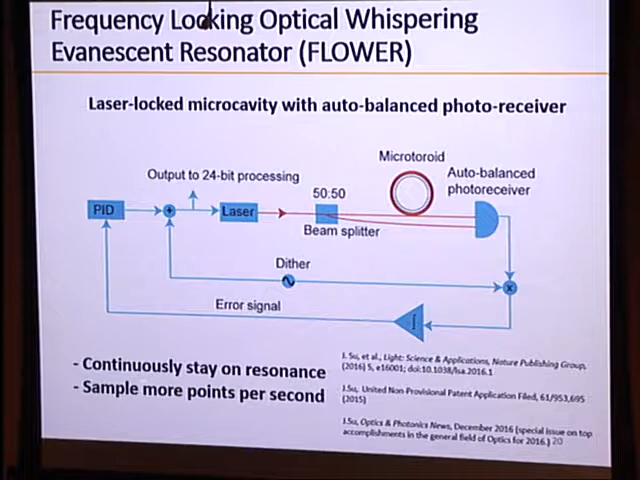 Frequency Locking Optical Whispering
Evanescent Resonator (FLOWER)
Laser-locked microcavity with auto-balanced photo-receiver
Microtoroid
Output to 24-bit processing
Auto-balanced
photoreceiver
50:50
PID
+
Laser
Beam splitter
Dither
x
Error signal
∫
- Continuously stay on resonance
- Sample more points per second
J. Su, et al., Light: Science & Applications, Nature Publishing Group,
(2016) 5, e16001; doi:10.1038/lsa.2016.1
J.Su, United Non-Provisional Patent Application Filed, 61/953,695
(2015)
J.Su, Optics & Photonics News, December 2016 (special issue on top
accomplishments in the general field of Optics for 2016.) 20